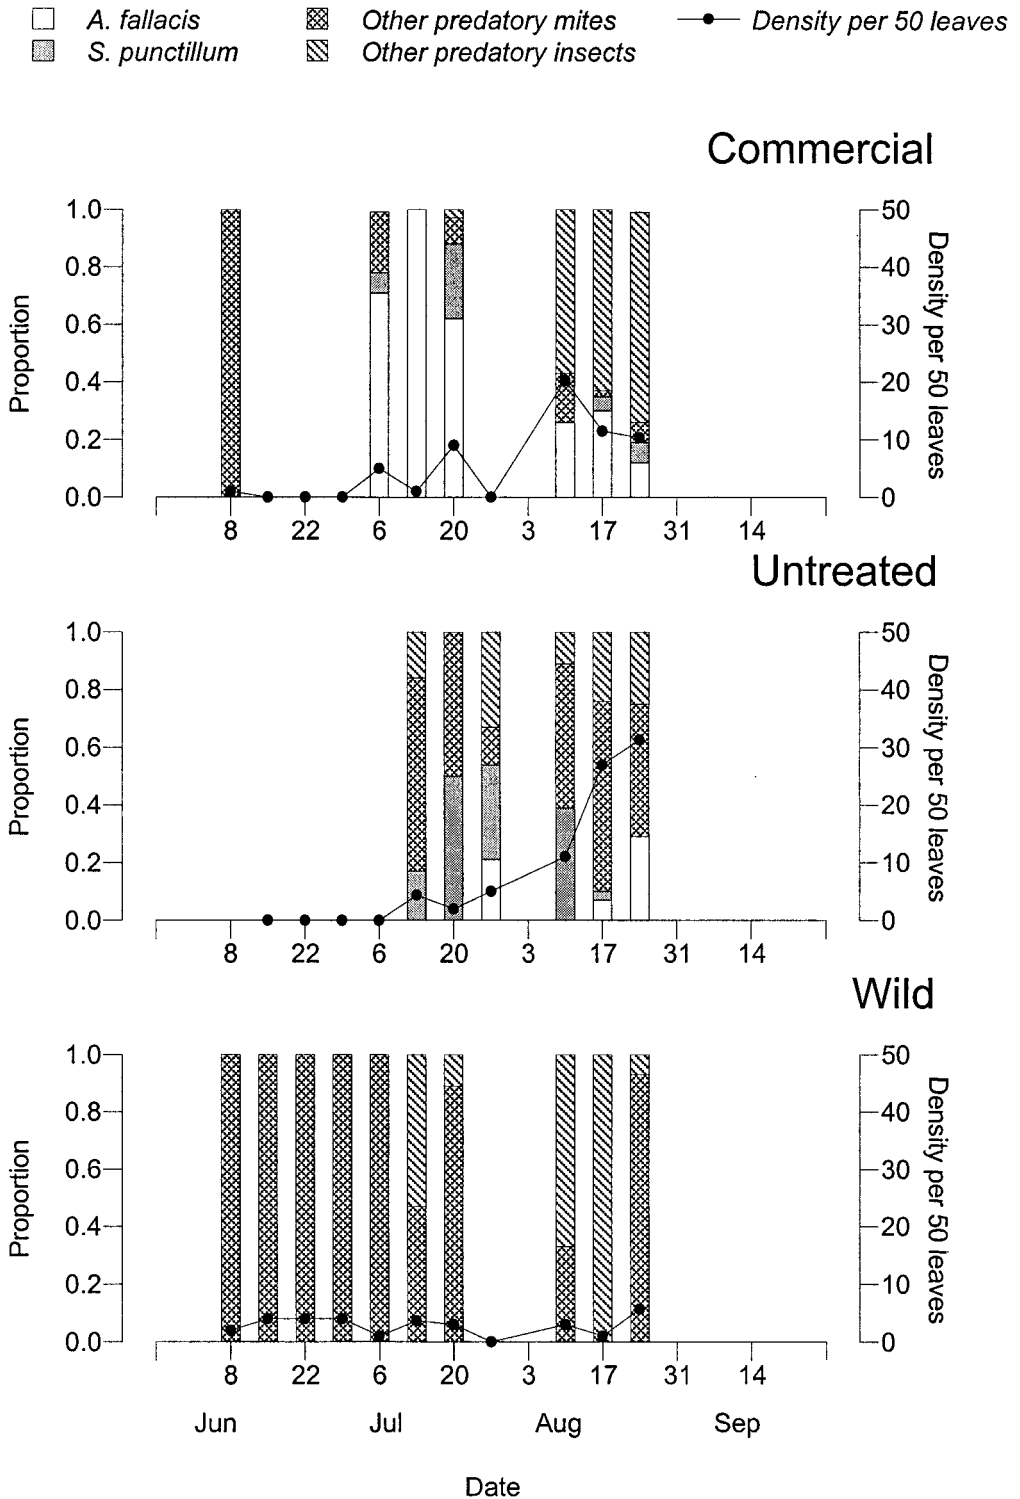 A. fallacis Other predatory mites Density per 50 leaves
S. punctillum Other predatory insects
Commercial
1.0 50
0.8 40
0.6 30
0.4 20
0.2 10
0.0 0
Proportion
Density per 50 leaves
8 22 6 20 3 17 31 14
Untreated
1.0 50
0.8 40
0.6 30
0.4 20
0.2 10
0.0 0
Proportion
Density per 50 leaves
8 22 6 20 3 17 31 14
Wild
1.0 50
0.8 40
0.6 30
0.4 20
0.2 10
0.0 0
Proportion
Density per 50 leaves
8 22 6 20 3 17 31 14
Jun Jul Aug Sep
Date